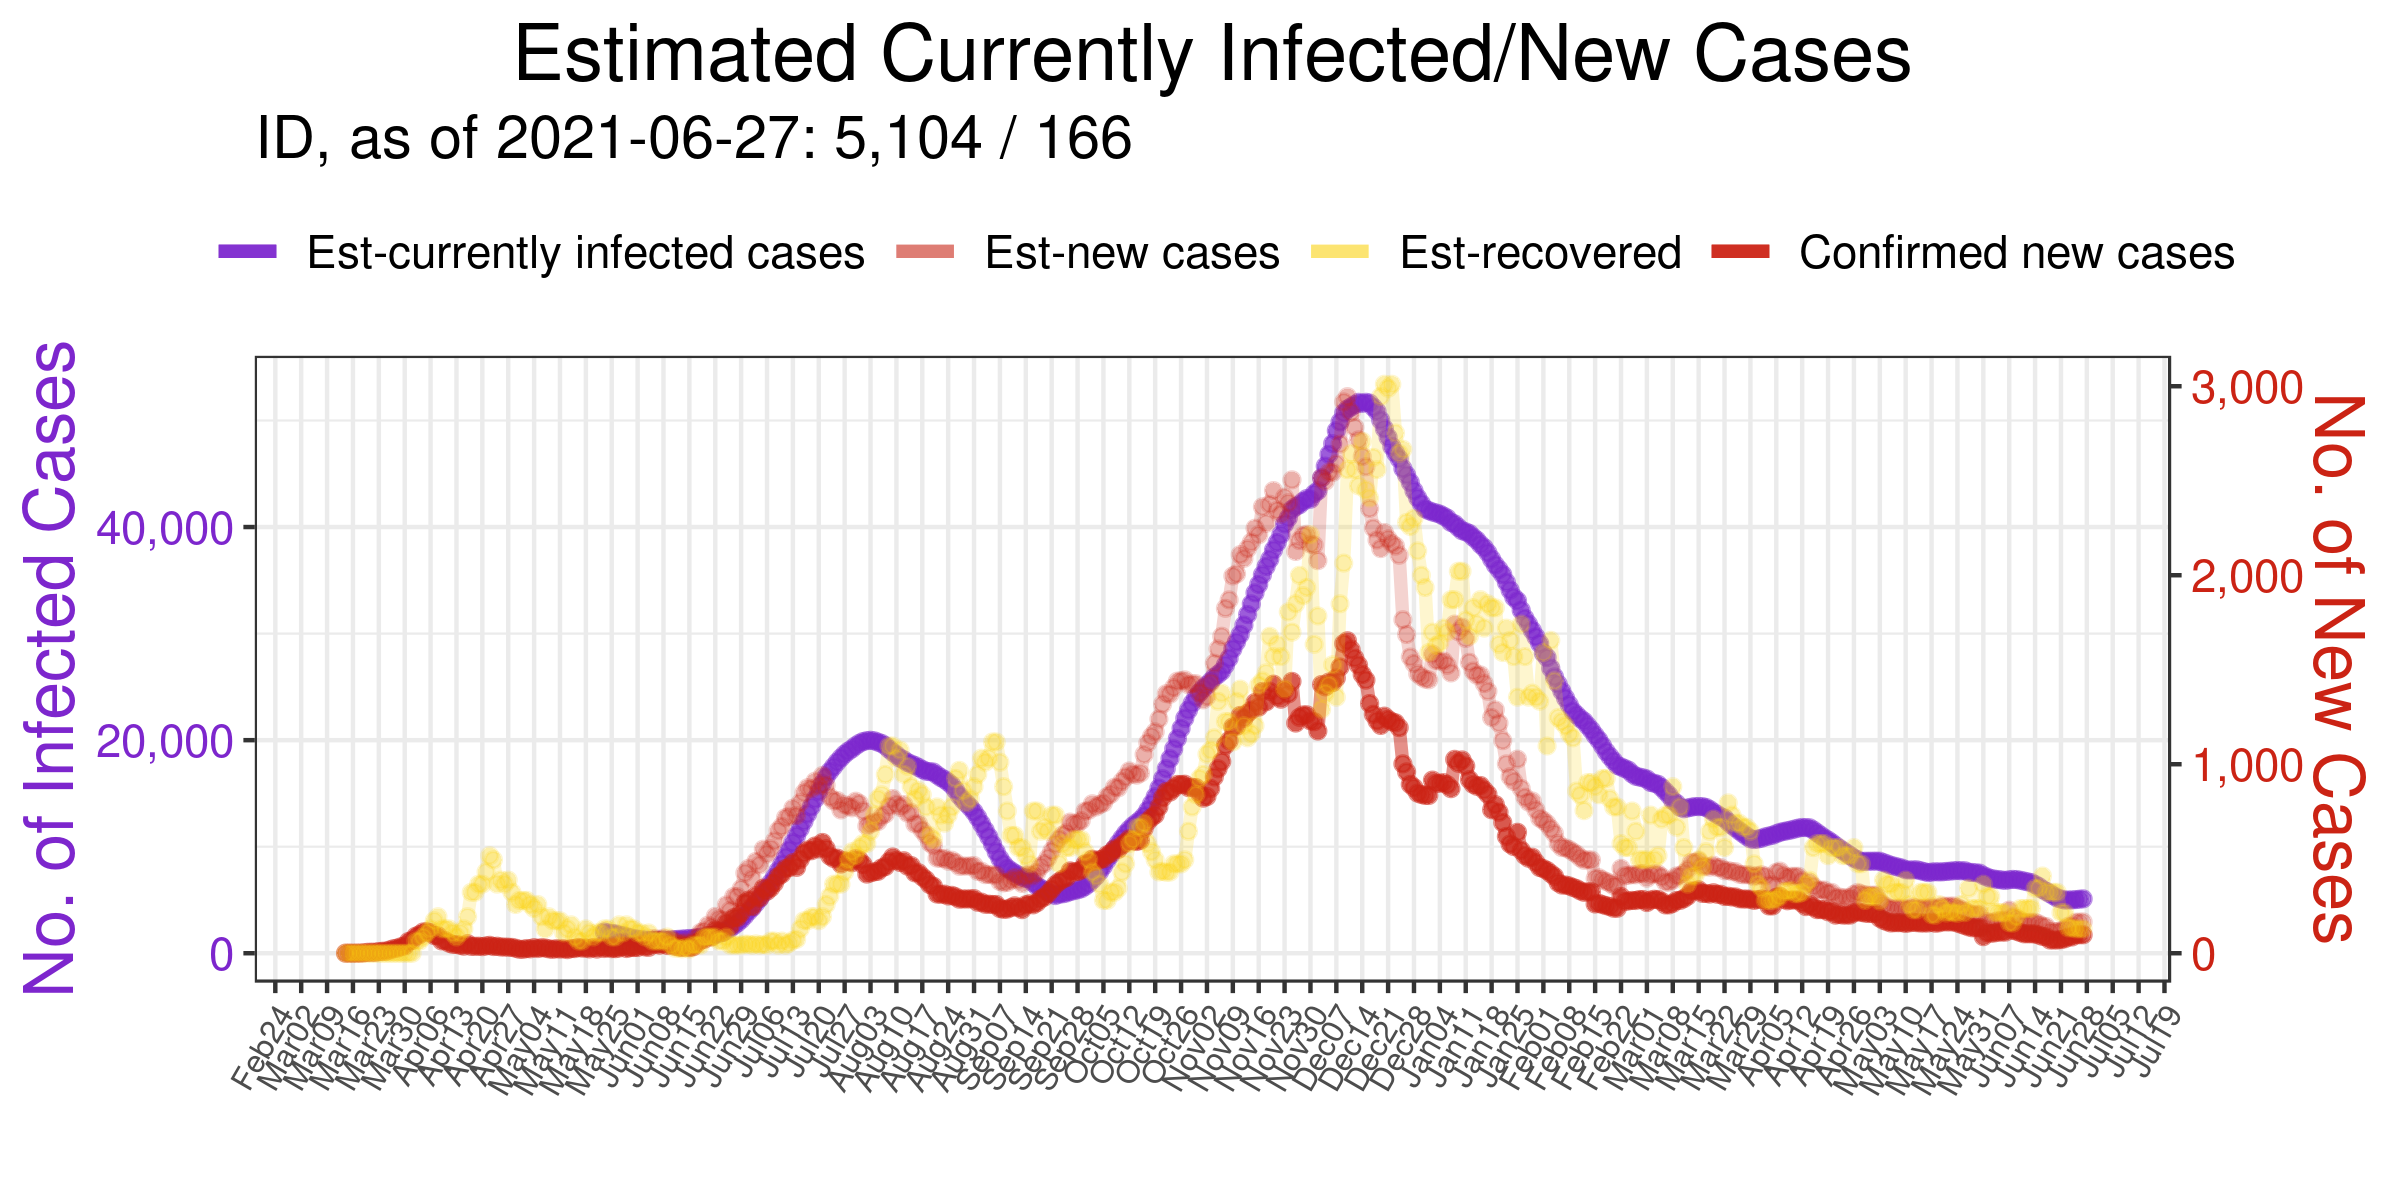 Estimated Currently Infected/New Cases
ID, as of 2021-06-27: 5,104 / 166
Est-currently infected cases
Est-new cases
Est-recovered
Confirmed new cases
No. of Infected Cases
40,000
20,000
0
3,000
2,000
1,000
0
No. of New Cases
Feb24
Mar02
Mar09
Mar16
Mar23
Mar30
Apr06
Apr13
Apr20
Apr27
May04
May11
May18
May25
Jun01
Jun08
Jun15
Jun22
Jun29
Jul06
Jul13
Jul20
Jul27
Aug03
Aug10
Aug17
Aug24
Aug31
Sep07
Sep14
Sep21
Sep28
Oct05
Oct12
Oct19
Oct26
Nov02
Nov09
Nov16
Nov23
Nov30
Dec07
Dec14
Dec21
Dec28
Jan04
Jan11
Jan18
Jan25
Feb01
Feb08
Feb15
Feb22
Mar01
Mar08
Mar15
Mar22
Mar29
Apr05
Apr12
Apr19
Apr26
May03
May10
May17
May24
May31
Jun07
Jun14
Jun21
Jun28
Jul05
Jul12
Jul19